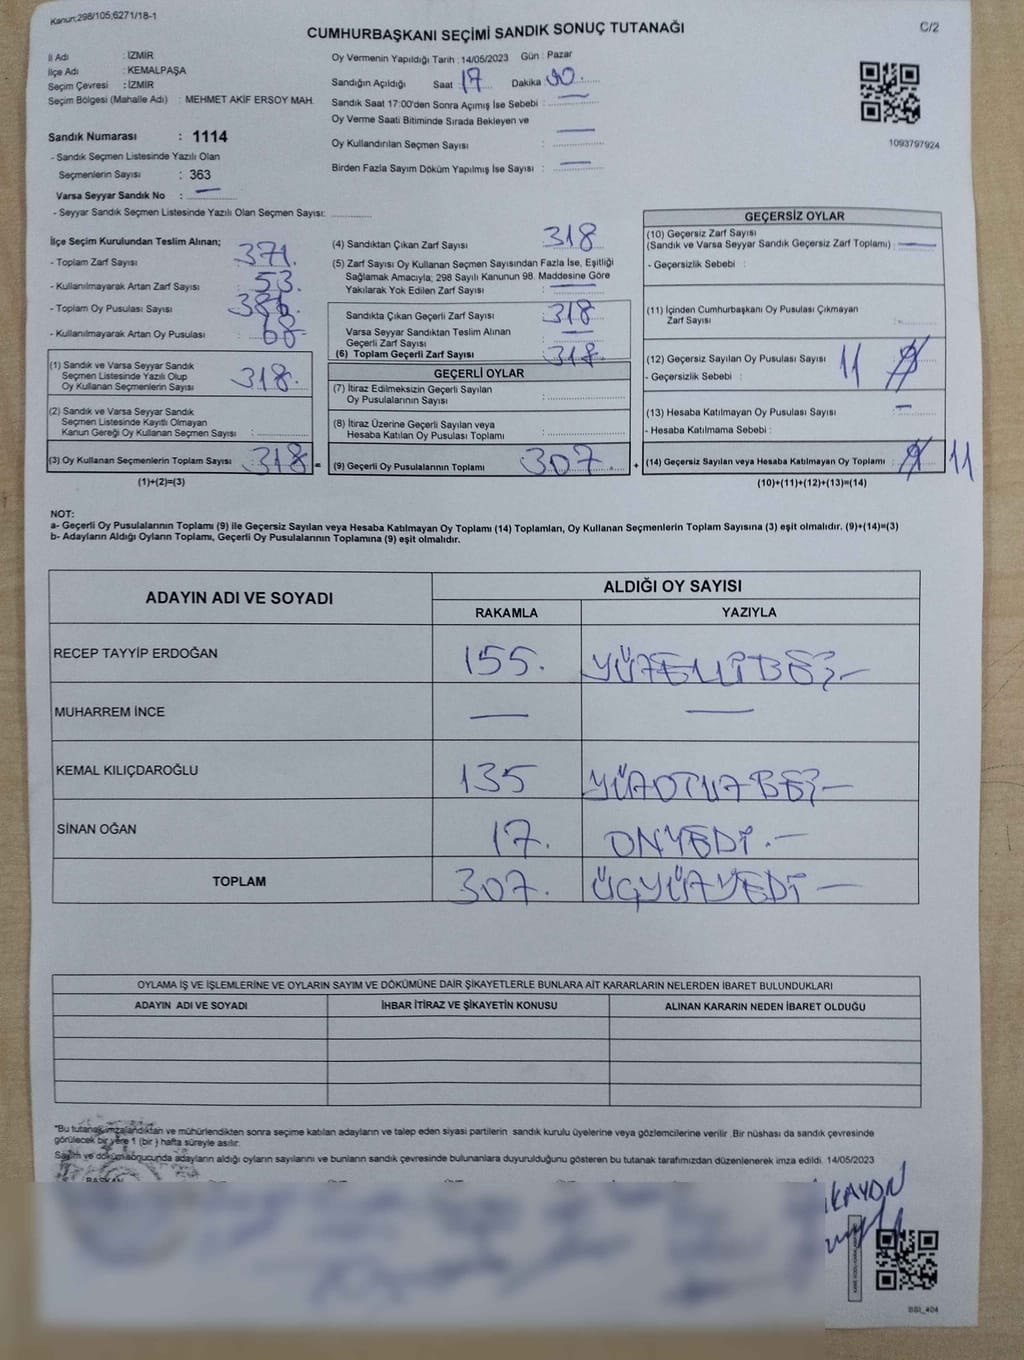 Kanun;298/105;6271/18-1
CUMHURBAŞKANI SEÇİMİ SANDIK SONUÇ TUTANAĞI
C/2
İl Adı : İZMİR
İlçe Adı : KEMALPAŞA
Seçim Çevresi : İZMİR
Seçim Bölgesi (Mahalle Adı) : MEHMET AKİF ERSOY MAH.
Sandık Numarası : 1114
- Sandık Seçmen Listesinde Yazılı Olan
Seçmenlerin Sayısı : 363
Varsa Seyyar Sandık No : —
- Seyyar Sandık Seçmen Listesinde Yazılı Olan Seçmen Sayısı:
Oy Vermenin Yapıldığı Tarih : 14/05/2023 Gün : Pazar
Sandığın Açıldığı Saat : 17 Dakika : 00
Sandık Saat 17:00'den Sonra Açımış İse Sebebi : —
Oy Verme Saati Bitiminde Sırada Bekleyen ve
Oy Kullandırılan Seçmen Sayısı : —
Birden Fazla Sayım Döküm Yapılmış İse Sayısı : —
1093797924
İlçe Seçim Kurulundan Teslim Alınan;
- Toplam Zarf Sayısı 371.
- Kullanılmayarak Artan Zarf Sayısı 53.
- Toplam Oy Pusulası Sayısı 386
- Kullanılmayarak Artan Oy Pusulası 68
(1) Sandık ve Varsa Seyyar Sandık
Seçmen Listesinde Yazılı Olup
Oy Kullanan Seçmenlerin Sayısı 318.
(2) Sandık ve Varsa Seyyar Sandık
Seçmen Listesinde Kayıtlı Olmayan
Kanun Gereği Oy Kullanan Seçmen Sayısı :
(3) Oy Kullanan Seçmenlerin Toplam Sayısı : 318 =
(1)+(2)=(3)
(4) Sandıktan Çıkan Zarf Sayısı 318
(5) Zarf Sayısı Oy Kullanan Seçmen Sayısından Fazla İse, Eşitliği
Sağlamak Amacıyla; 298 Sayılı Kanunun 98. Maddesine Göre
Yakılarak Yok Edilen Zarf Sayısı : —
Sandıkta Çıkan Geçerli Zarf Sayısı 318
Varsa Seyyar Sandıktan Teslim Alınan
Geçerli Zarf Sayısı —
(6) Toplam Geçerli Zarf Sayısı 318.
GEÇERLİ OYLAR
(7) İtiraz Edilmeksizin Geçerli Sayılan
Oy Pusulalarının Sayısı :
(8) İtiraz Üzerine Geçerli Sayılan veya
Hesaba Katılan Oy Pusulası Toplamı :
(9) Geçerli Oy Pusulalarının Toplamı 307 +
GEÇERSİZ OYLAR
(10) Geçersiz Zarf Sayısı
(Sandık ve Varsa Seyyar Sandık Geçersiz Zarf Toplamı) : —
- Geçersizlik Sebebi :
(11) İçinden Cumhurbaşkanı Oy Pusulası Çıkmayan
Zarf Sayısı :
(12) Geçersiz Sayılan Oy Pusulası Sayısı : 11
- Geçersizlik Sebebi :
(13) Hesaba Katılmayan Oy Pusulası Sayısı : —
- Hesaba Katılmama Sebebi :
(14) Geçersiz Sayılan veya Hesaba Katılmayan Oy Toplamı : 11
(10)+(11)+(12)+(13)=(14)
NOT:
a- Geçerli Oy Pusulalarının Toplamı (9) ile Geçersiz Sayılan veya Hesaba Katılmayan Oy Toplamı (14) Toplamları, Oy Kullanan Seçmenlerin Toplam Sayısına (3) eşit olmalıdır. (9)+(14)=(3)
b- Adayların Aldığı Oyların Toplamı, Geçerli Oy Pusulalarının Toplamına (9) eşit olmalıdır.
ADAYIN ADI VE SOYADI ALDIĞI OY SAYISI
RAKAMLA YAZIYLA
RECEP TAYYİP ERDOĞAN 155. YÜZELLİBEŞ —
MUHARREM İNCE — —
KEMAL KILIÇDAROĞLU 135 YÜZOTUZBEŞ —
SİNAN OĞAN 17. ONYEDİ. —
TOPLAM 307. ÜÇYÜZYEDİ —
OYLAMA İŞ VE İŞLEMLERİNE VE OYLARIN SAYIM VE DÖKÜMÜNE DAİR ŞİKAYETLERLE BUNLARA AİT KARARLARIN NELERDEN İBARET BULUNDUKLARI
ADAYIN ADI VE SOYADI İHBAR İTİRAZ VE ŞİKAYETİN KONUSU ALINAN KARARIN NEDEN İBARET OLDUĞU
"Bu tutanak imzalandıktan ve mühürlendikten sonra seçime katılan adayların ve talep eden siyasi partilerin sandık kurulu üyelerine veya gözlemcilerine verilir .Bir nüshası da sandık çevresinde
görülecek bir yere 1 (bir ) hafta süreyle asılır.
Sayım ve döküm sonucunda adayların aldığı oyların sayılarını ve bunların sandık çevresinde bulunanlara duyurulduğunu gösteren bu tutanak tarafımızdan düzenlenerek imza edildi. 14/05/2023
BAŞKAN